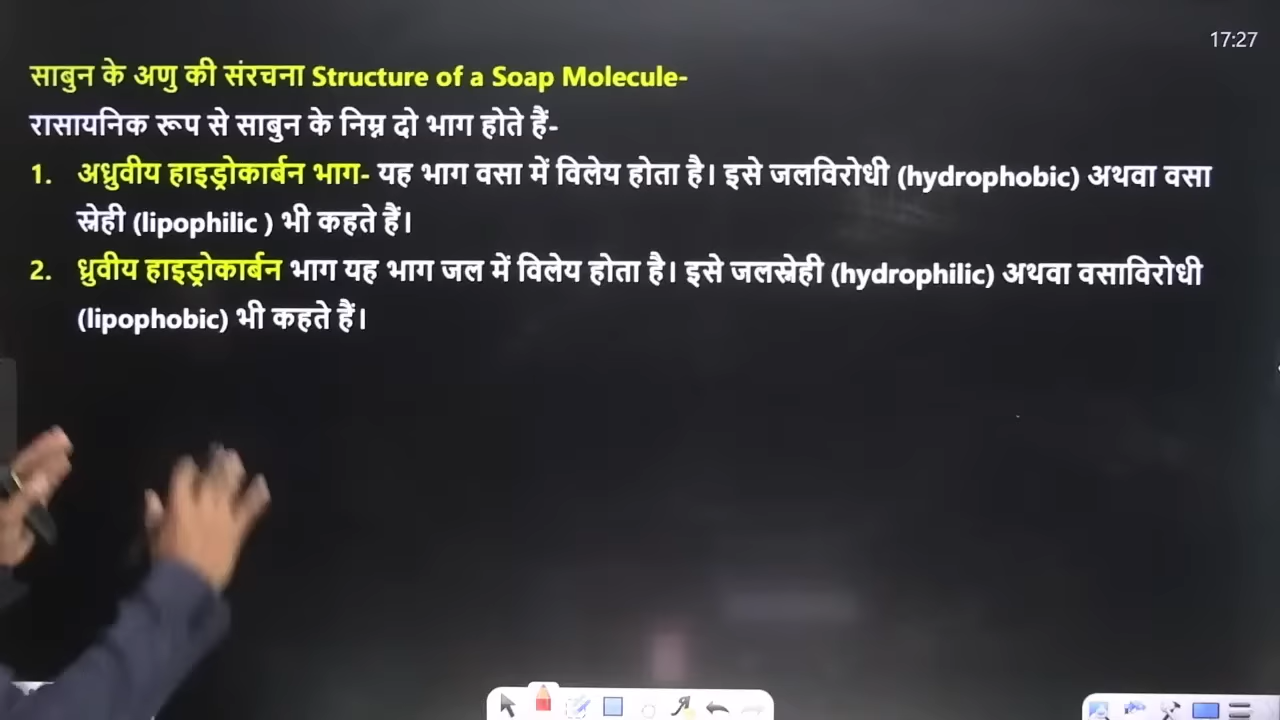 17:27
साबुन के अणु की संरचना Structure of a Soap Molecule-
रासायनिक रूप से साबुन के निम्न दो भाग होते हैं-
1. अध्रुवीय हाइड्रोकार्बन भाग- यह भाग वसा में विलेय होता है। इसे जलविरोधी (hydrophobic) अथवा वसा
स्नेही (lipophilic ) भी कहते हैं।
2. ध्रुवीय हाइड्रोकार्बन भाग यह भाग जल में विलेय होता है। इसे जलस्नेही (hydrophilic) अथवा वसाविरोधी
(lipophobic) भी कहते हैं।